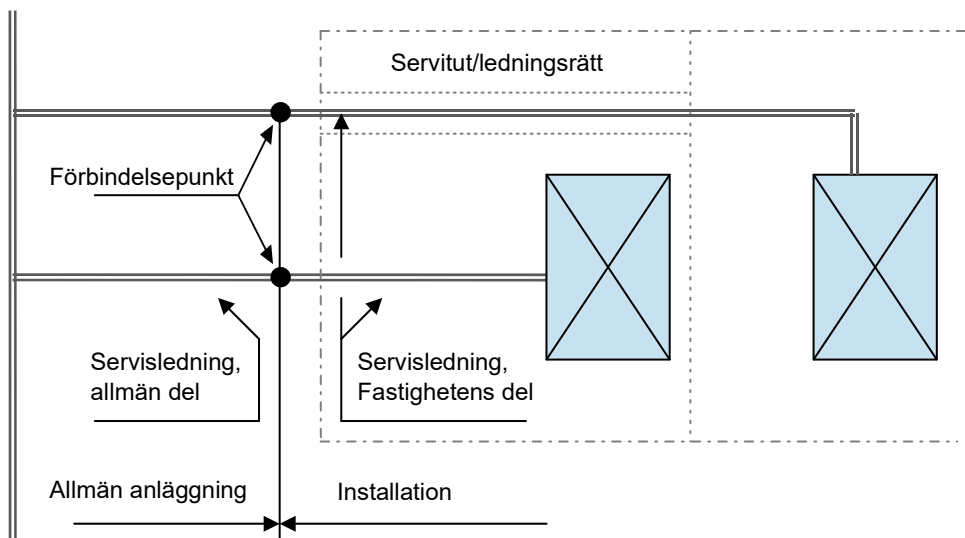 Servitut/ledningsrätt
Förbindelsepunkt
Servisledning,
allmän del
Servisledning,
Fastighetens del
Allmän anläggning
Installation